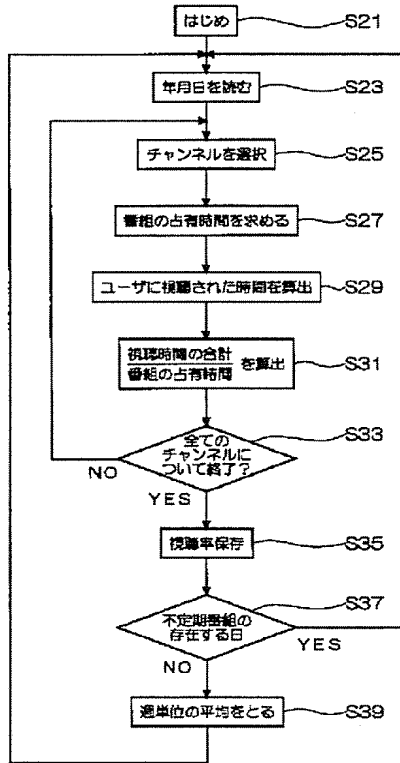 はじめ
S21
年月日を読む
S23
チャンネルを選択
S25
番組の占有時間を求める
S27
ユーザに視聴された時間を算出
S29
視聴時間の合計
番組の占有時間
を算出
S31
全ての
チャンネルに
ついて終了？
S33
NO
YES
視聴率保存
S35
不定期番組の
存在する日
S37
YES
NO
週単位の平均をとる
S39